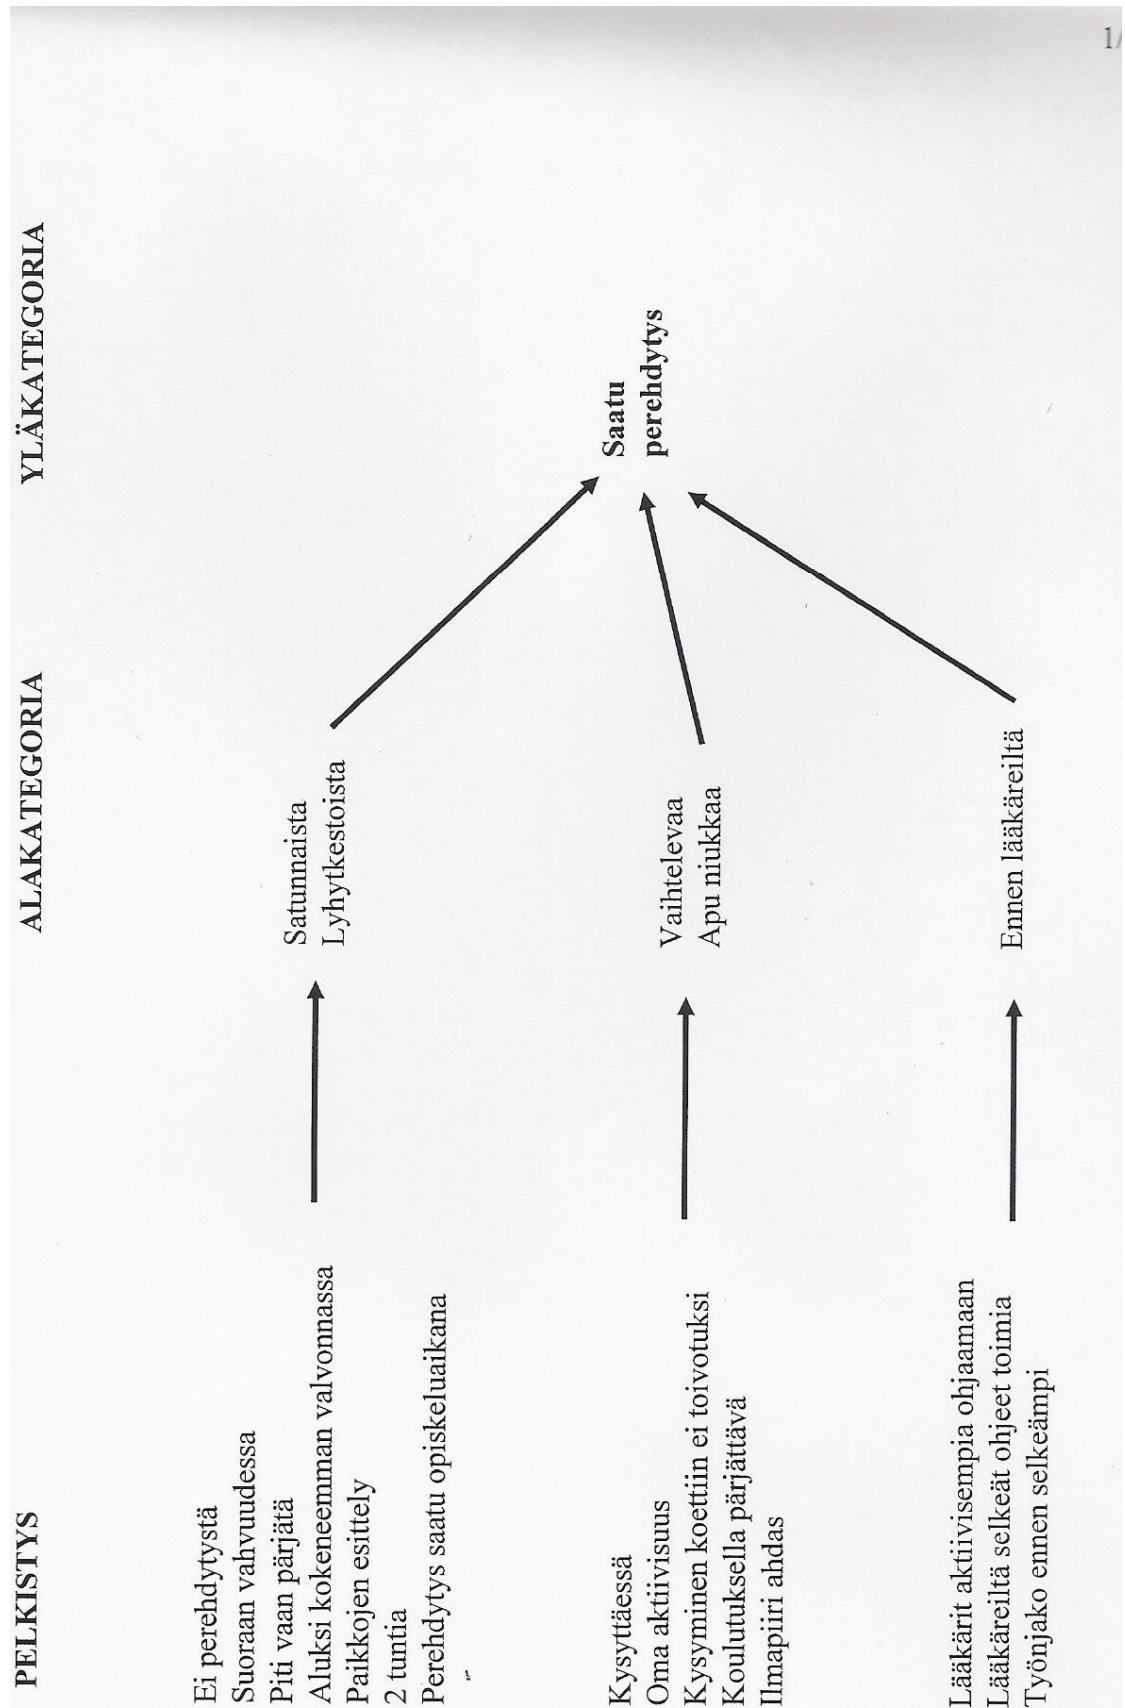 1/
PELKISTYS
ALAKATEGORIA
YLÄKATEGORIA
Ei perehdytystä
Suoraan vahvuudessa
Piti vaan pärjätä
Aluksi kokeneemman valvonnassa
Paikkojen esittely
2 tuntia
Perehdytys saatu opiskeluaikana
Satunnaista
Lyhytkestoista
Kysyttäessä
Oma aktiivisuus
Kysyminen koettiin ei toivotuksi
Koulutuksella pärjättävä
Ilmapiiri ahdas
Vaihtelevaa
Apu niukkaa
Saatu
perehdytys
Lääkärit aktiivisempia ohjaamaan
Lääkäreiltä selkeät ohjeet toimia
Työnjako ennen selkeämpi
Ennen lääkäreiltä